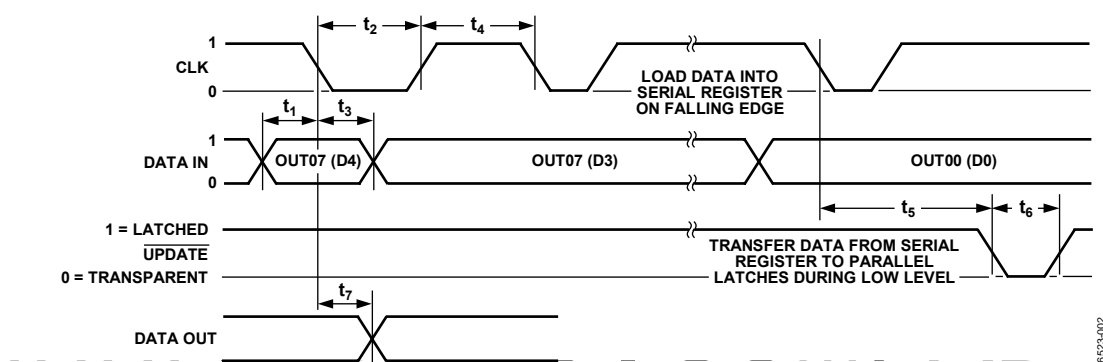 t2
t4
1
CLK
0
LOAD DATA INTO
SERIAL REGISTER
ON FALLING EDGE
t1
t3
1
DATA IN
0
OUT07 (D4)
OUT07 (D3)
OUT00 (D0)
t5
t6
1 = LATCHED
UPDATE
0 = TRANSPARENT
TRANSFER DATA FROM SERIAL
REGISTER TO PARALLEL
LATCHES DURING LOW LEVEL
t7
DATA OUT